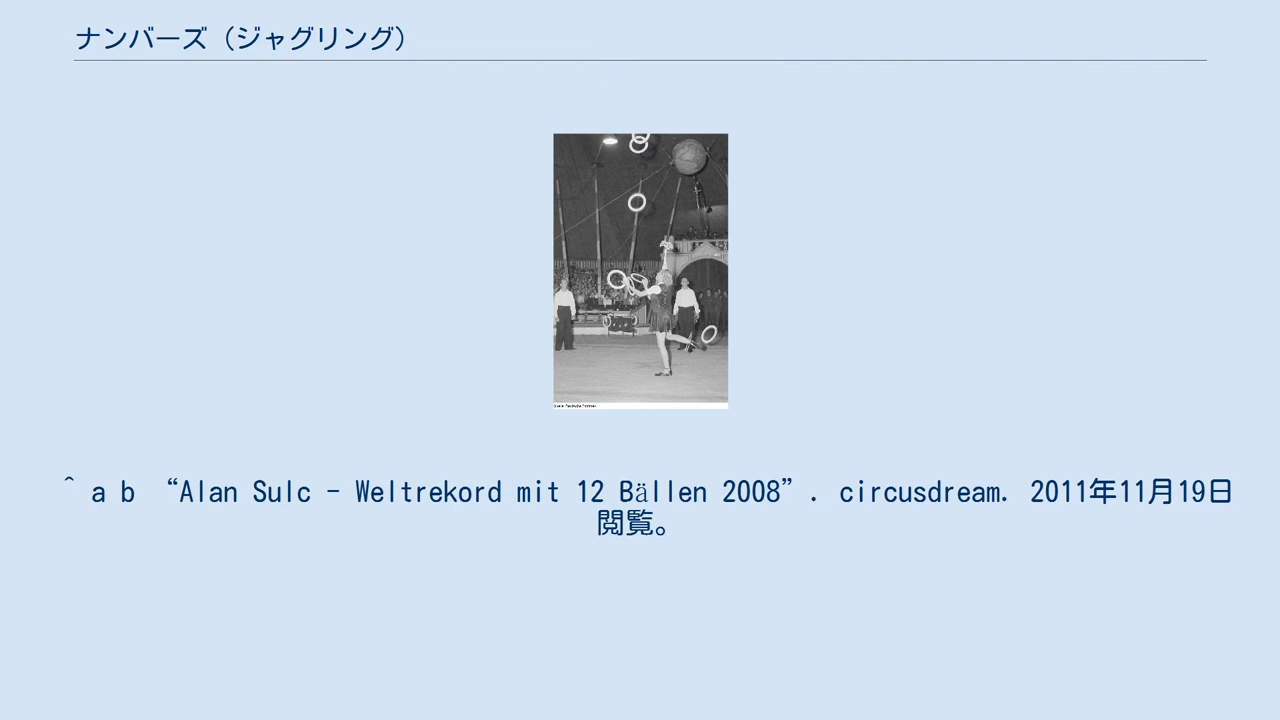 ナンバーズ（ジャグリング）
^ a b “Alan Sulc - Weltrekord mit 12 Bällen 2008”. circusdream. 2011年11月19日
閲覧。